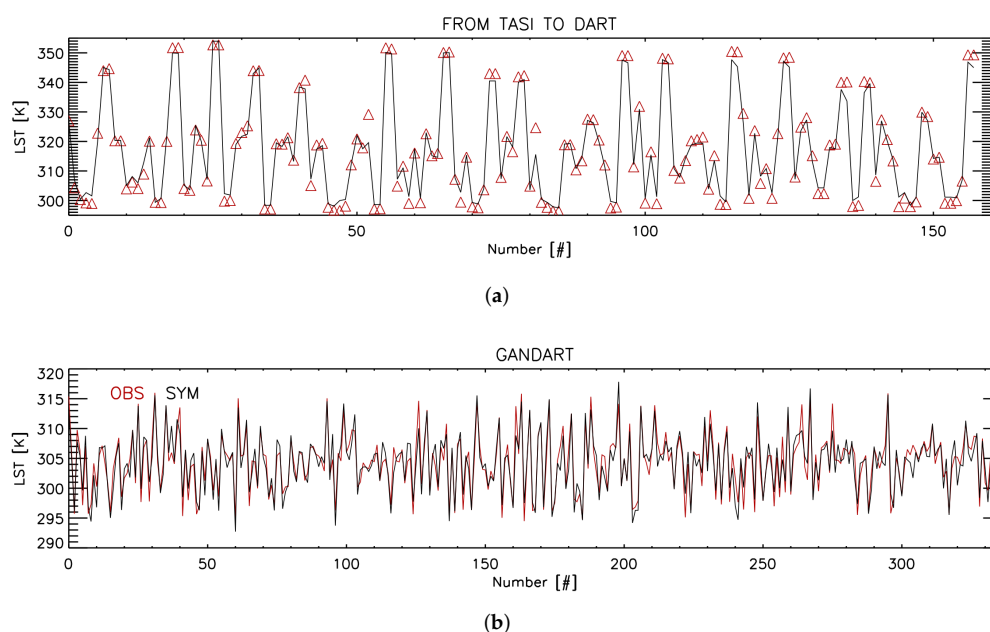 FROM TASI TO DART
350
340
330
320
310
300
LST [K]
0 50 100 150
Number [#]
(a)
GANDART
320
315
310
305
300
295
290
LST [K]
OBS SYM
0 50 100 150 200 250 300
Number [#]
(b)